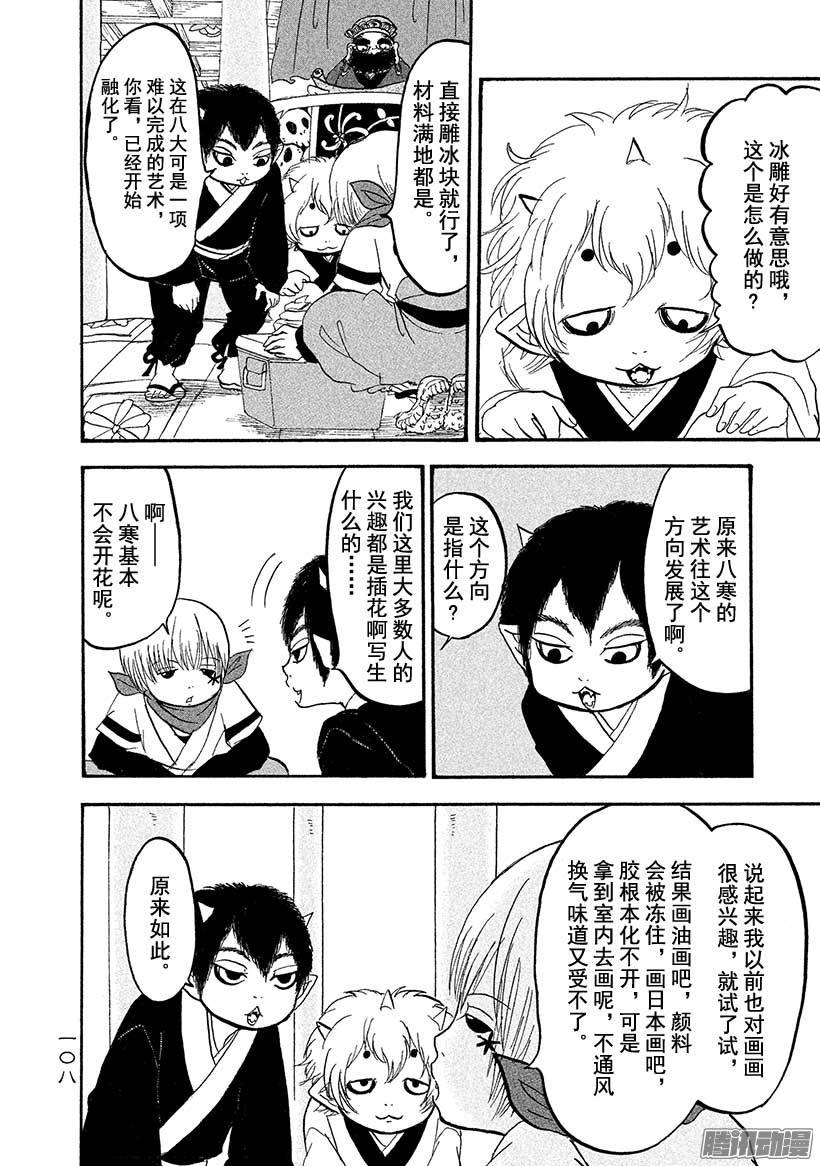 冰雕好有意思哦，
这个是怎么做的？
直接雕冰块就行了，
材料满地都是。
这在八大可是一项
难以完成的艺术，
你看，已经开始
融化了。
原来八寒的
艺术往这个
方向发展了啊。
这个方向
是指什么？
我们这里大多数人的
兴趣都是插花啊写生
什么的……
啊——
八寒基本
不会开花呢。
说起来我以前也对画画
很感兴趣，就试了试，
结果画油画吧，颜料
会被冻住，画日本画吧，
胶根本化不开，可是
拿到室内去画呢，不通风
换气味道又受不了。
原来如此。
一〇八
腾讯动漫